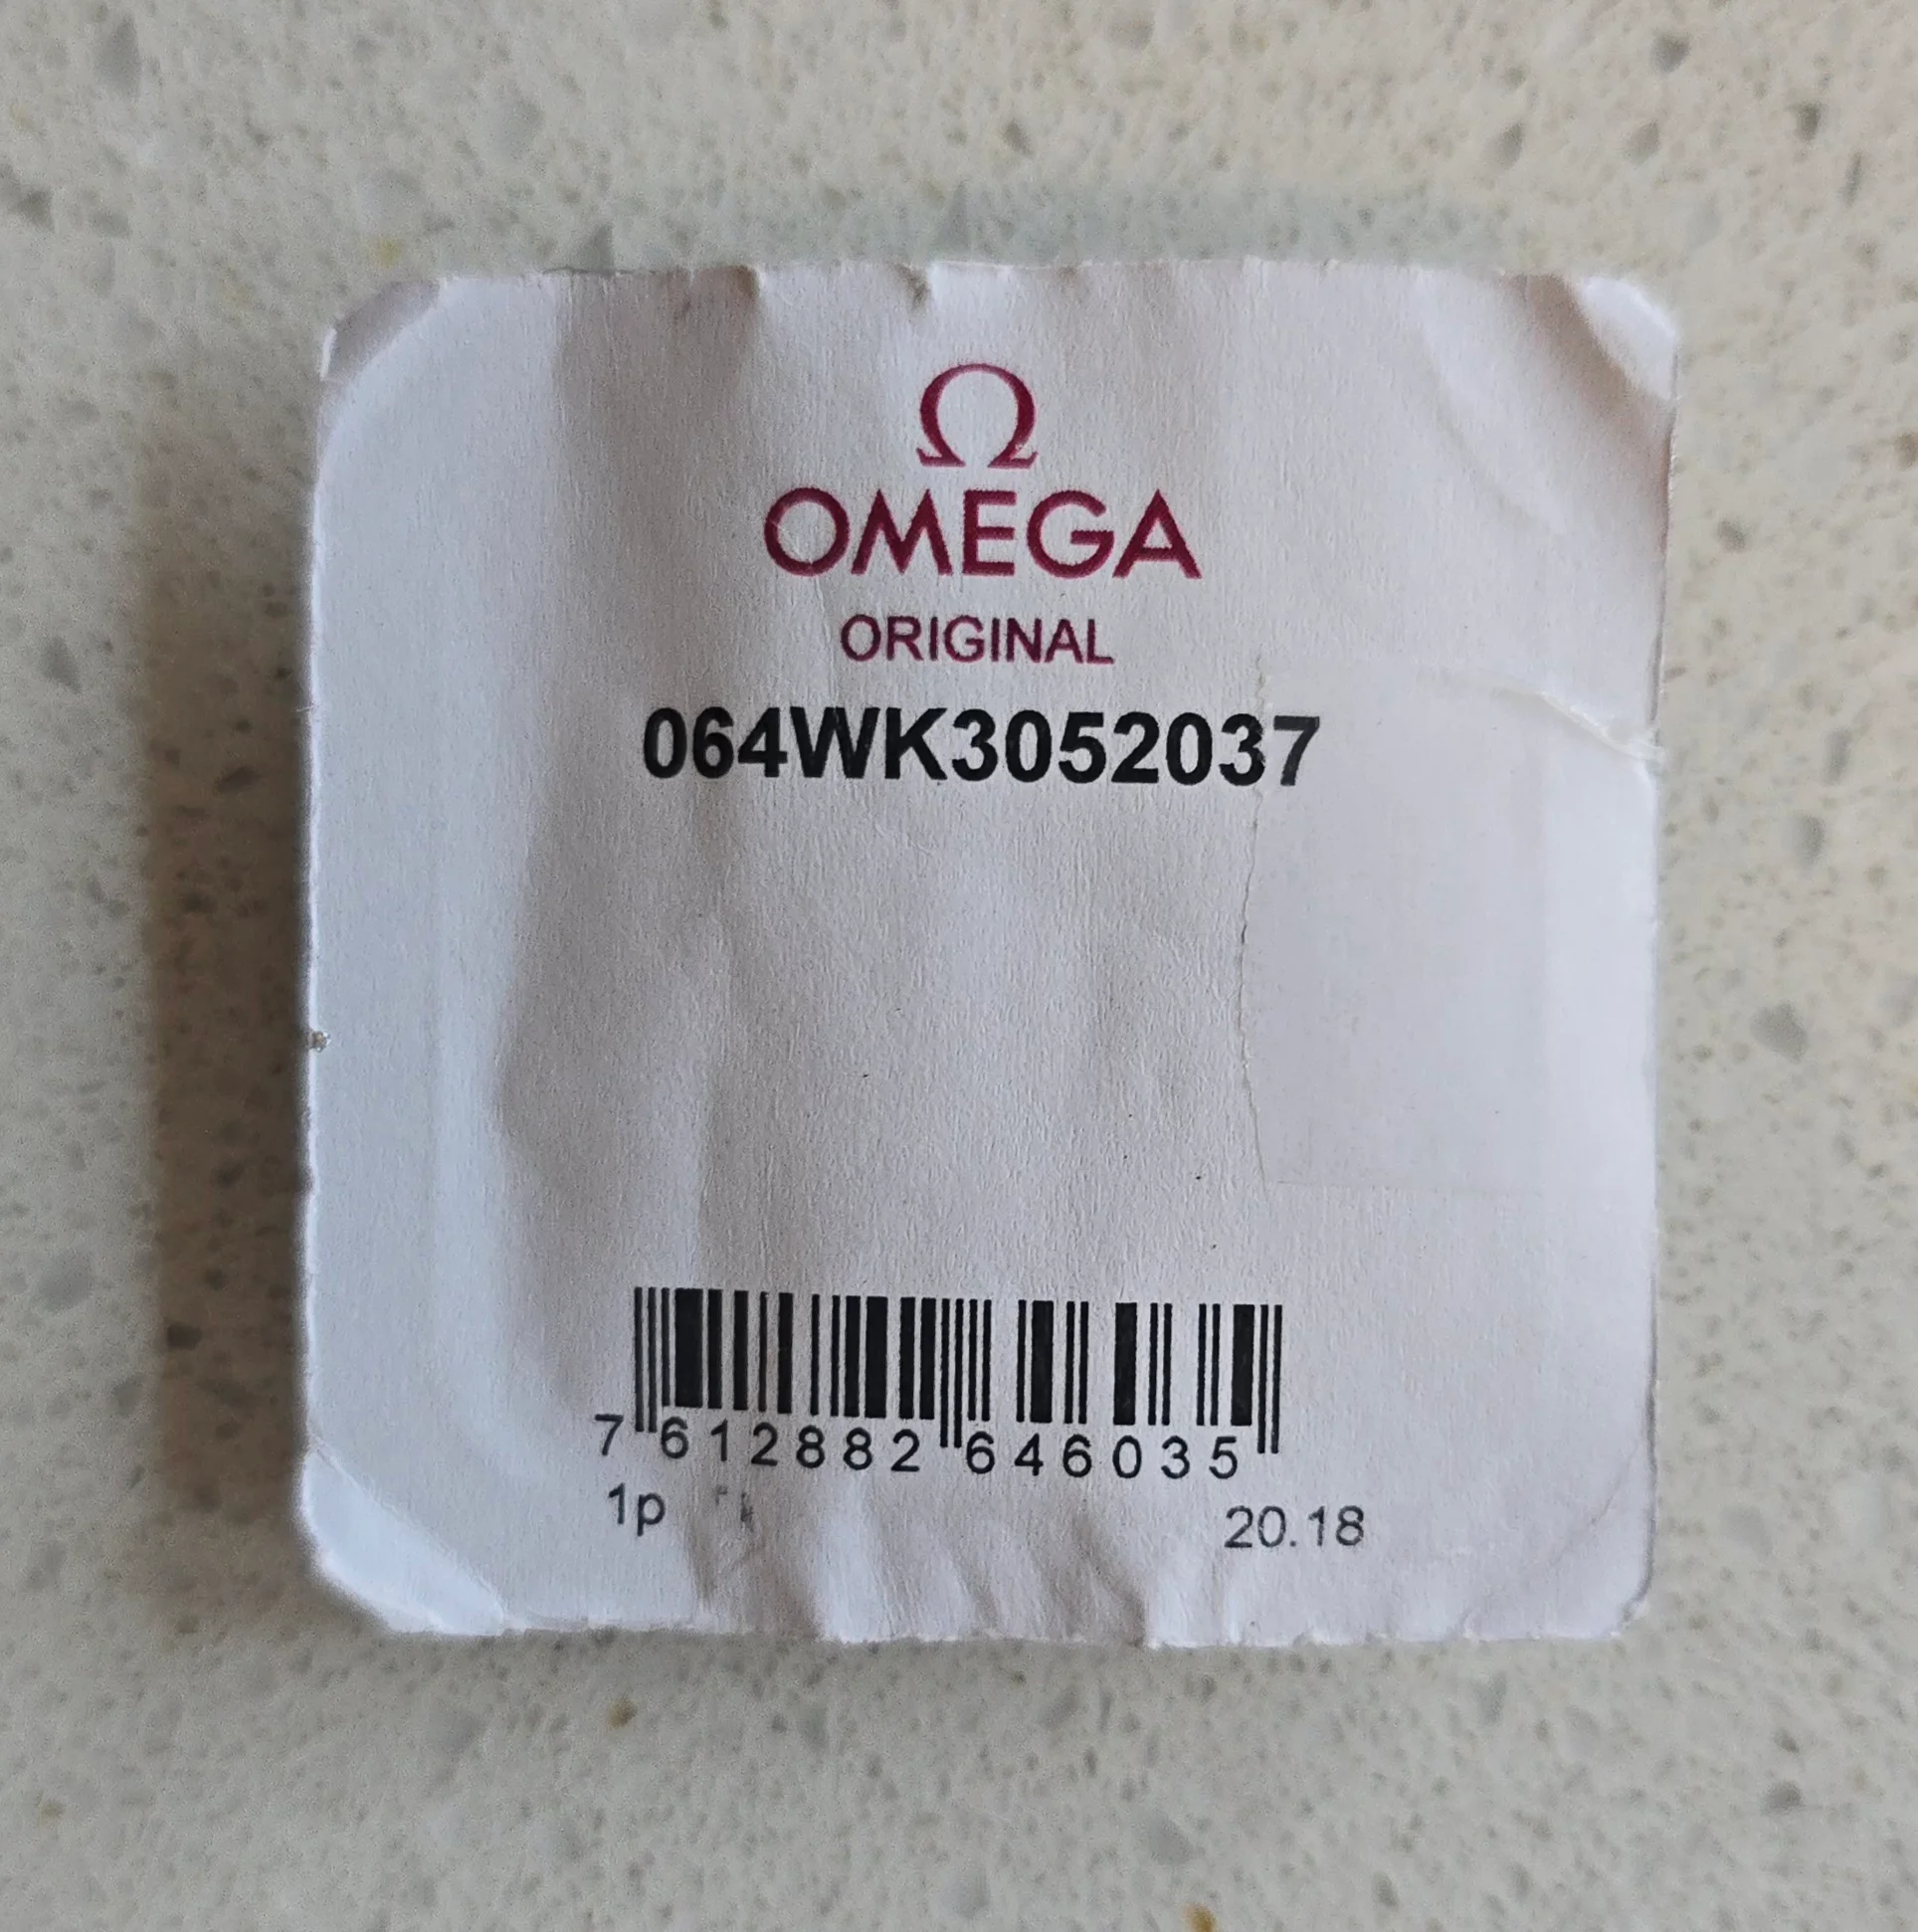 Ω
OMEGA
ORIGINAL
064WK3052037
7 612882 646035
1p
20.18